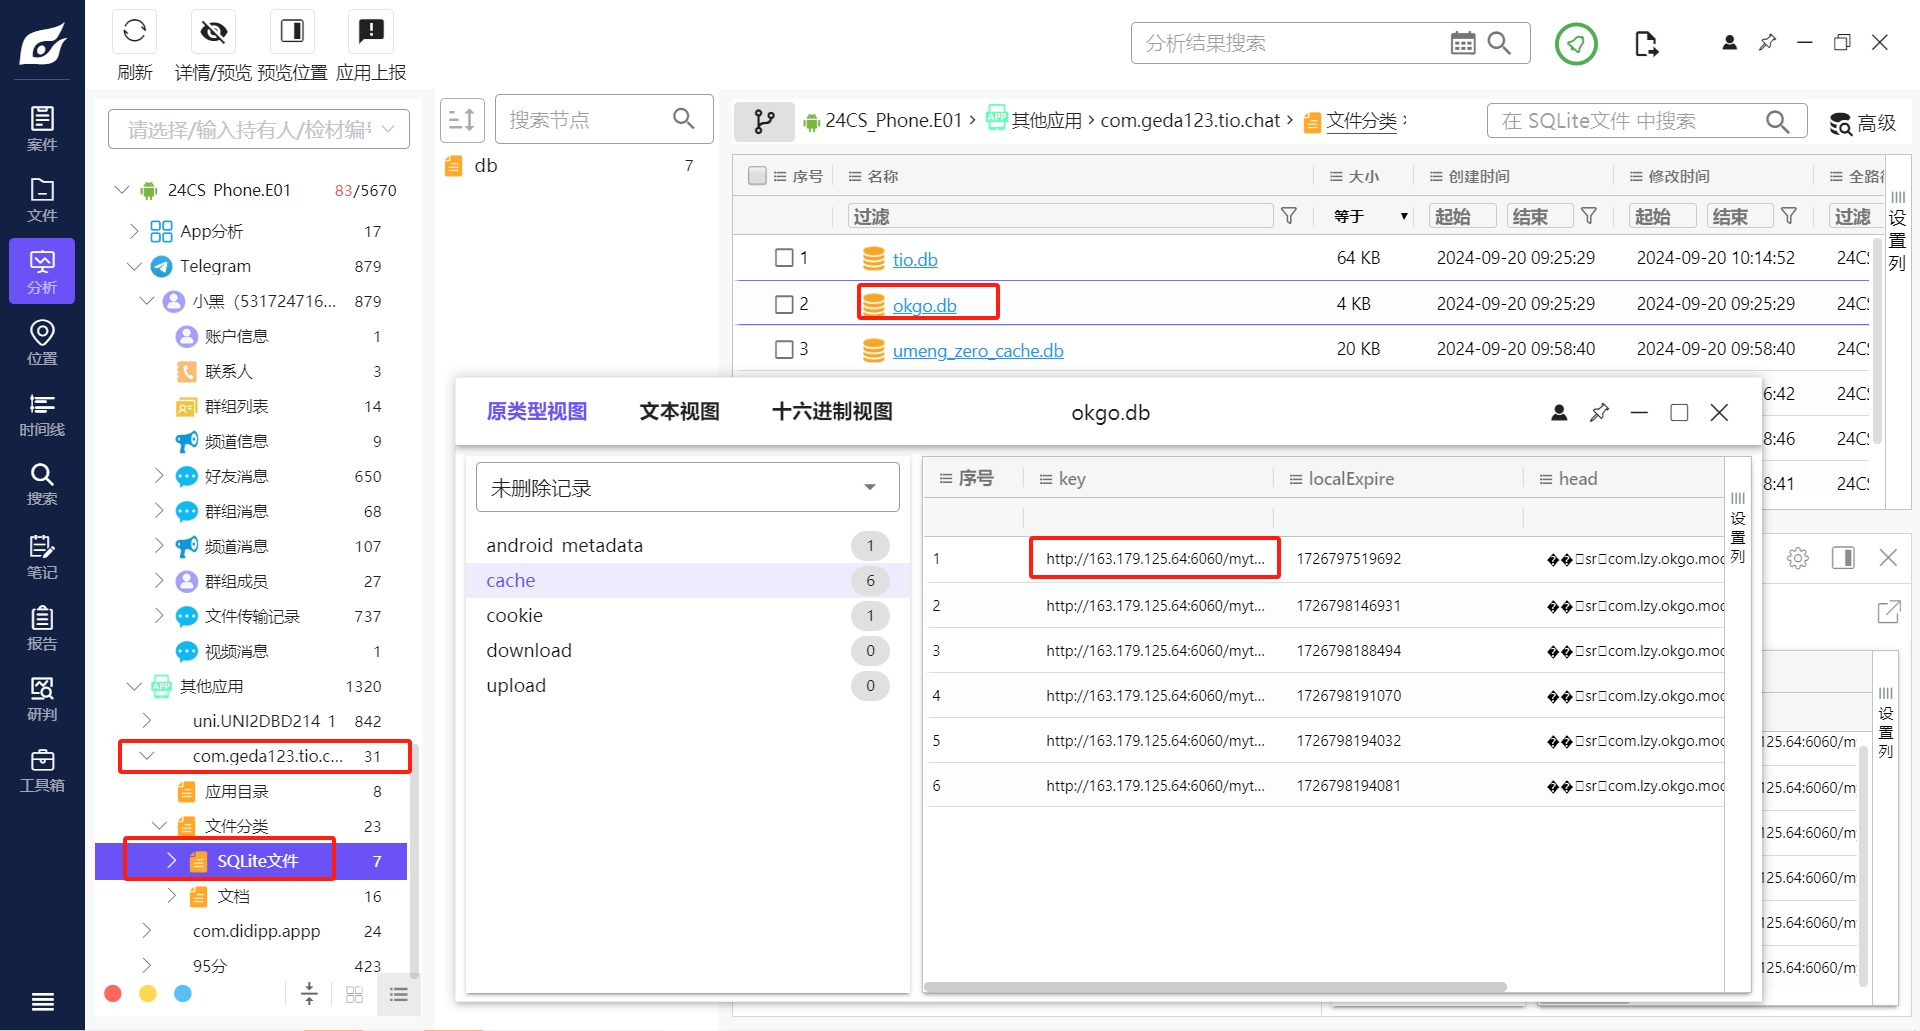 刷新
详情/预览
预览位置
应用上报
分析结果搜索
案件
文件
分析
位置
时间线
搜索
笔记
报告
研判
工具箱
请选择/输入持有人/检材编号
24CS_Phone.E01 83/5670
App分析 17
Telegram 879
小黑（531724716... 879
账户信息 1
联系人 3
群组列表 14
频道信息 9
好友消息 650
群组消息 68
频道消息 107
群组成员 27
文件传输记录 737
视频消息 1
其他应用 1320
uni.UNI2DBD214_1 842
com.geda123.tio.c... 31
应用目录 8
文件分类 23
SQLite文件 7
文档 16
com.didipp.appp 24
95分 423
搜索节点
db 7
24CS_Phone.E01 › 其他应用 › com.geda123.tio.chat › 文件分类 ›
在 SQLite文件 中搜索
高级
序号 名称 大小 创建时间 修改时间 全路径
过滤 等于 起始 结束 起始 结束 过滤
设置列
1 tio.db 64 KB 2024-09-20 09:25:29 2024-09-20 10:14:52 24CS
2 okgo.db 4 KB 2024-09-20 09:25:29 2024-09-20 09:25:29 24CS
3 umeng_zero_cache.db 20 KB 2024-09-20 09:58:40 2024-09-20 09:58:40 24CS
6:42 24CS
8:46 24CS
8:41 24CS
原类型视图 文本视图 十六进制视图 okgo.db
未删除记录
android_metadata 1
cache 6
cookie 1
download 0
upload 0
序号 key localExpire head
设置列
1 http://163.179.125.64:6060/myt... 1726797519692 ��□sr□com.lzy.okgo.mod
2 http://163.179.125.64:6060/myt... 1726798146931 ��□sr□com.lzy.okgo.mod
3 http://163.179.125.64:6060/myt... 1726798188494 ��□sr□com.lzy.okgo.mod
4 http://163.179.125.64:6060/myt... 1726798191070 ��□sr□com.lzy.okgo.mod
5 http://163.179.125.64:6060/myt... 1726798194032 ��□sr□com.lzy.okgo.mod
6 http://163.179.125.64:6060/myt... 1726798194081 ��□sr□com.lzy.okgo.mod
设置列
125.64:6060/m
125.64:6060/m
125.64:6060/m
125.64:6060/m
125.64:6060/m
125.64:6060/m